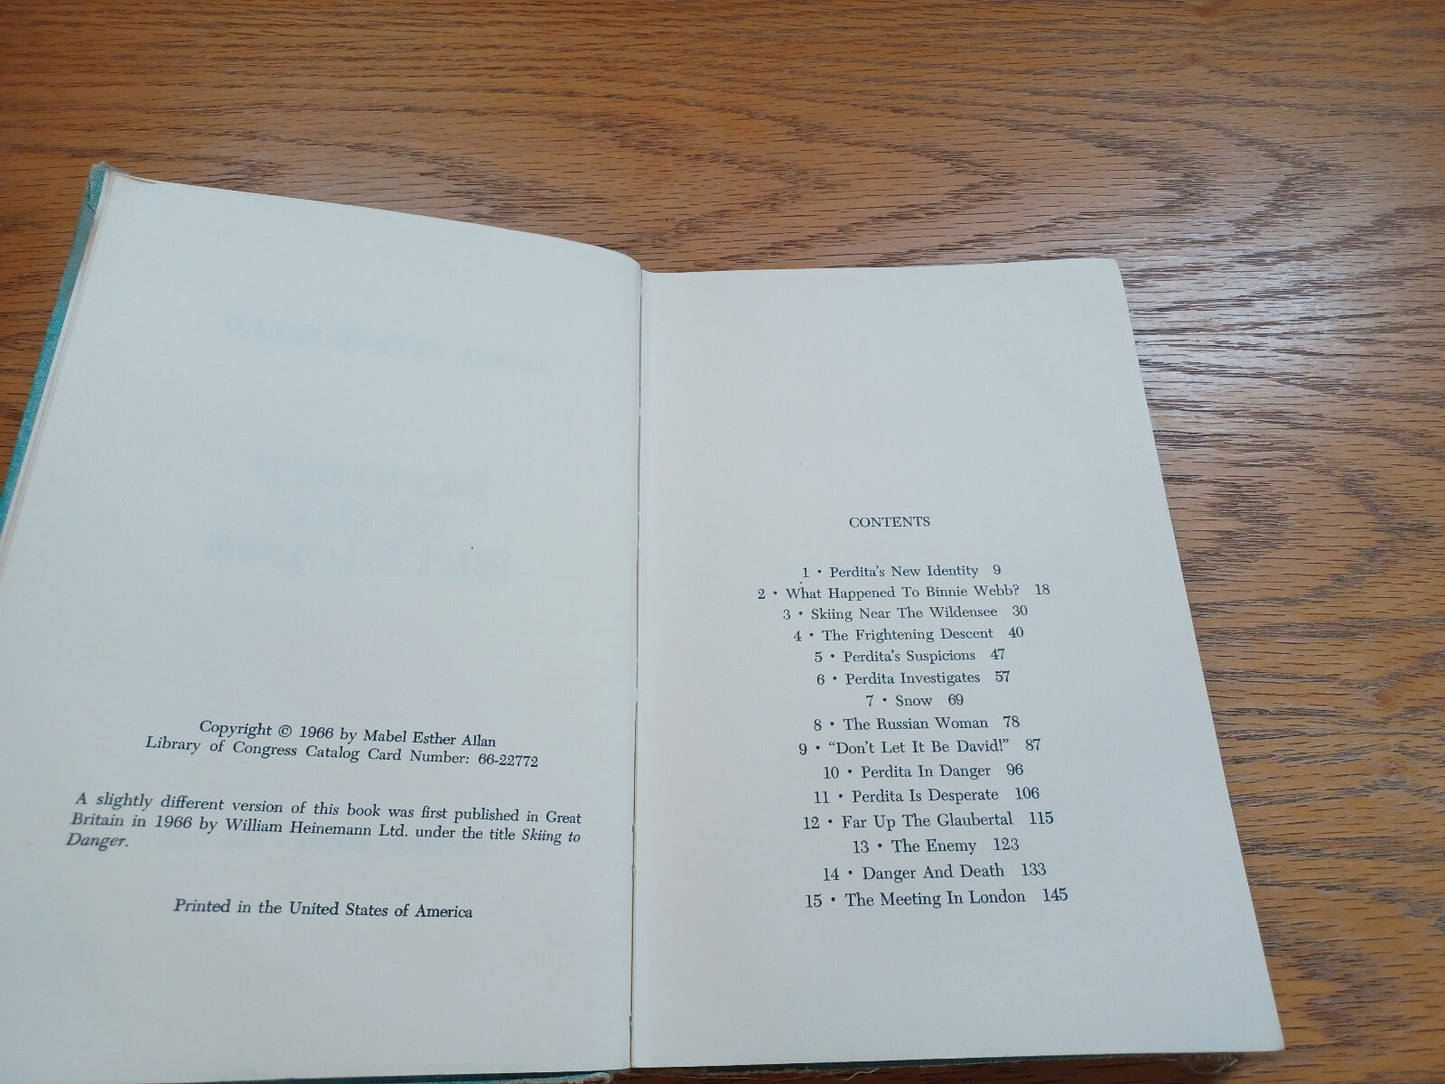 Copyright © 1966 by Mabel Esther Allan
Library of Congress Catalog Card Number: 66-22772
A slightly different version of this book was first published in Great
Britain in 1966 by William Heinemann Ltd. under the title Skiing to
Danger.
Printed in the United States of America
CONTENTS
1 • Perdita's New Identity 9
2 • What Happened To Binnie Webb? 18
3 • Skiing Near The Wildensee 30
4 • The Frightening Descent 40
5 • Perdita's Suspicions 47
6 • Perdita Investigates 57
7 • Snow 69
8 • The Russian Woman 78
9 • “Don't Let It Be David!” 87
10 • Perdita In Danger 96
11 • Perdita Is Desperate 106
12 • Far Up The Glaubertal 115
13 • The Enemy 123
14 • Danger And Death 133
15 • The Meeting In London 145